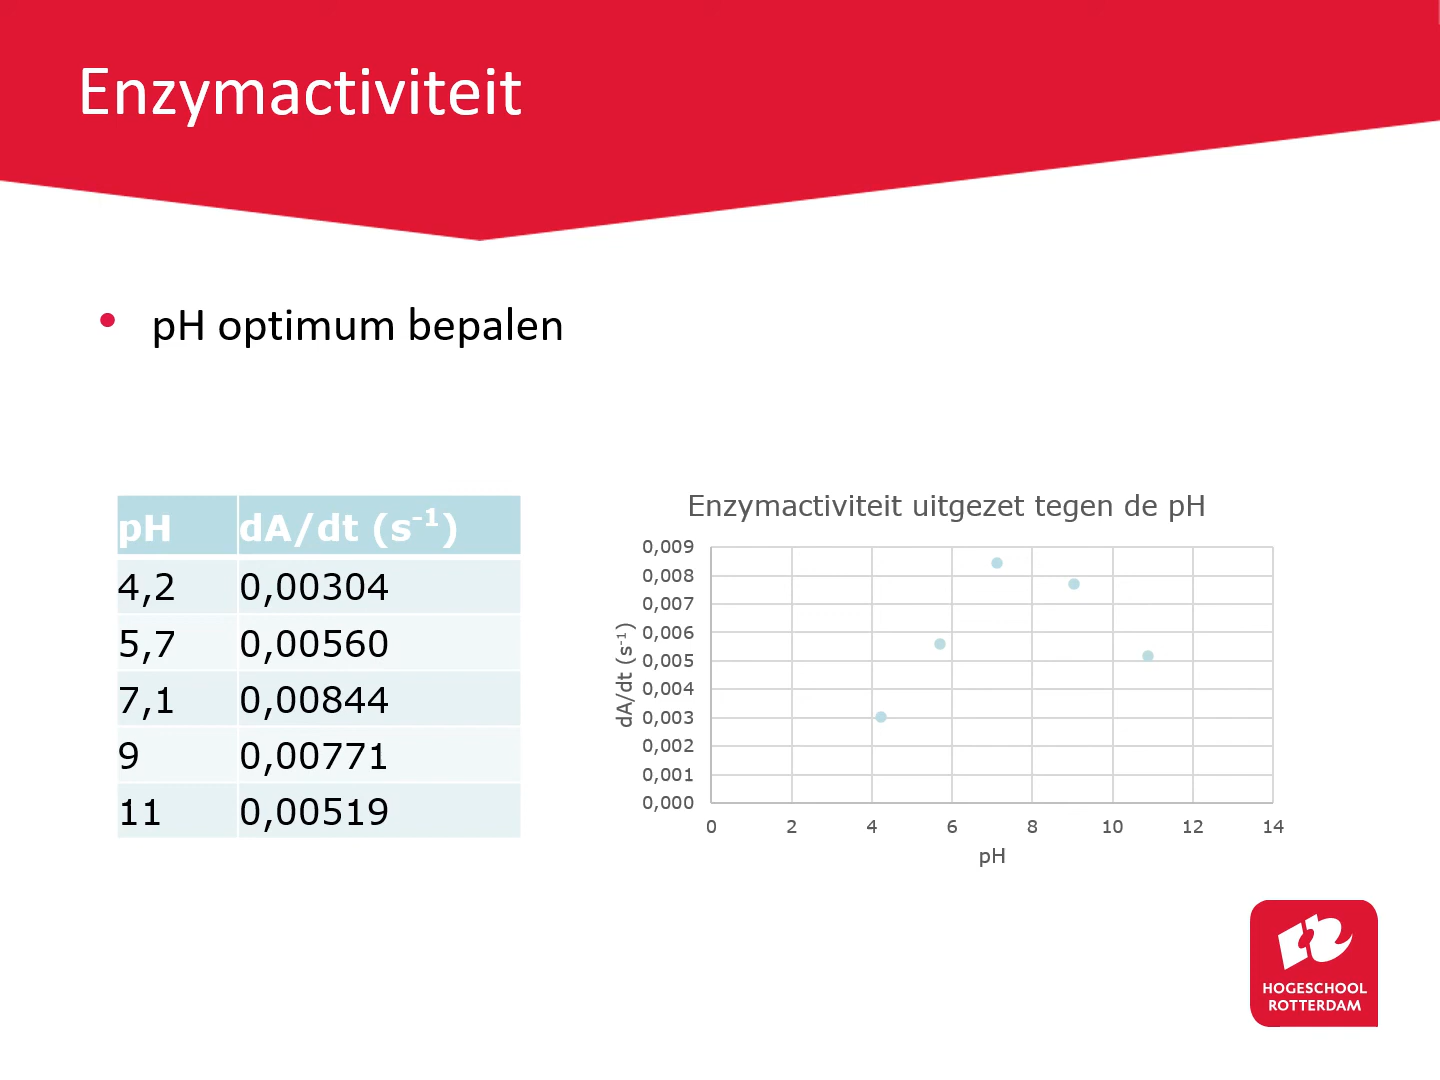 Enzymactiviteit
• pH optimum bepalen
pH dA/dt (s⁻¹)
4,2 0,00304
5,7 0,00560
7,1 0,00844
9 0,00771
11 0,00519
Enzymactiviteit uitgezet tegen de pH
dA/dt (s⁻¹)
0,009
0,008
0,007
0,006
0,005
0,004
0,003
0,002
0,001
0,000
0 2 4 6 8 10 12 14
pH
HOGESCHOOL
ROTTERDAM